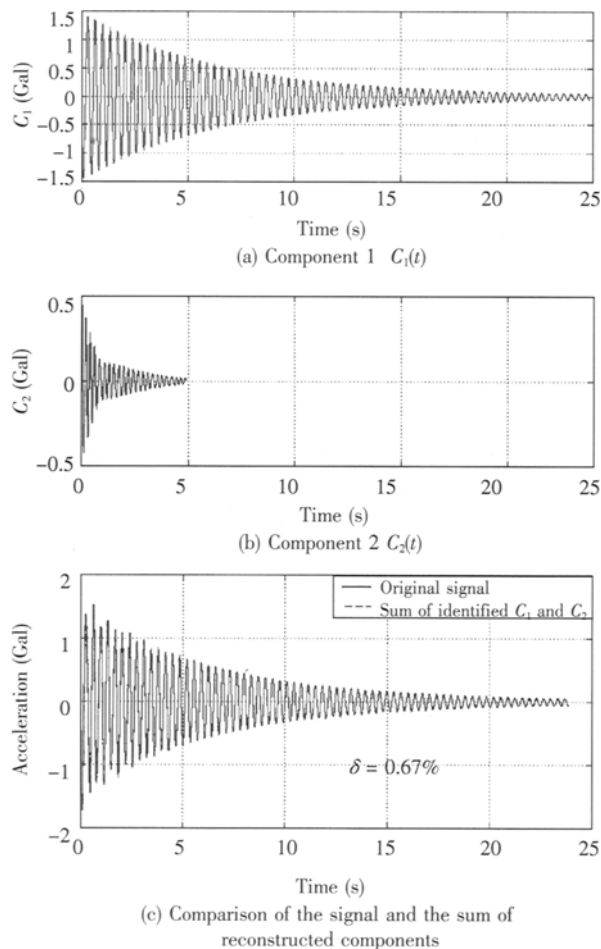 1.5
1
0.5
0
−0.5
−1
−1.5
C₁ (Gal)
0 5 10 15 20 25
Time (s)
(a) Component 1 C₁(t)
0.5
0
−0.5
C₂ (Gal)
0 5 10 15 20 25
Time (s)
(b) Component 2 C₂(t)
2
1
0
−1
−2
Acceleration (Gal)
Original signal
Sum of identified C₁ and C₂
δ = 0.67%
0 5 10 15 20 25
Time (s)
(c) Comparison of the signal and the sum of
reconstructed components